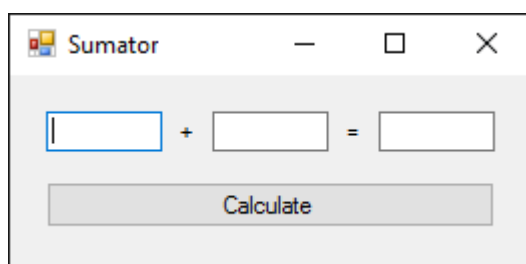 Sumator
+ =
Calculate